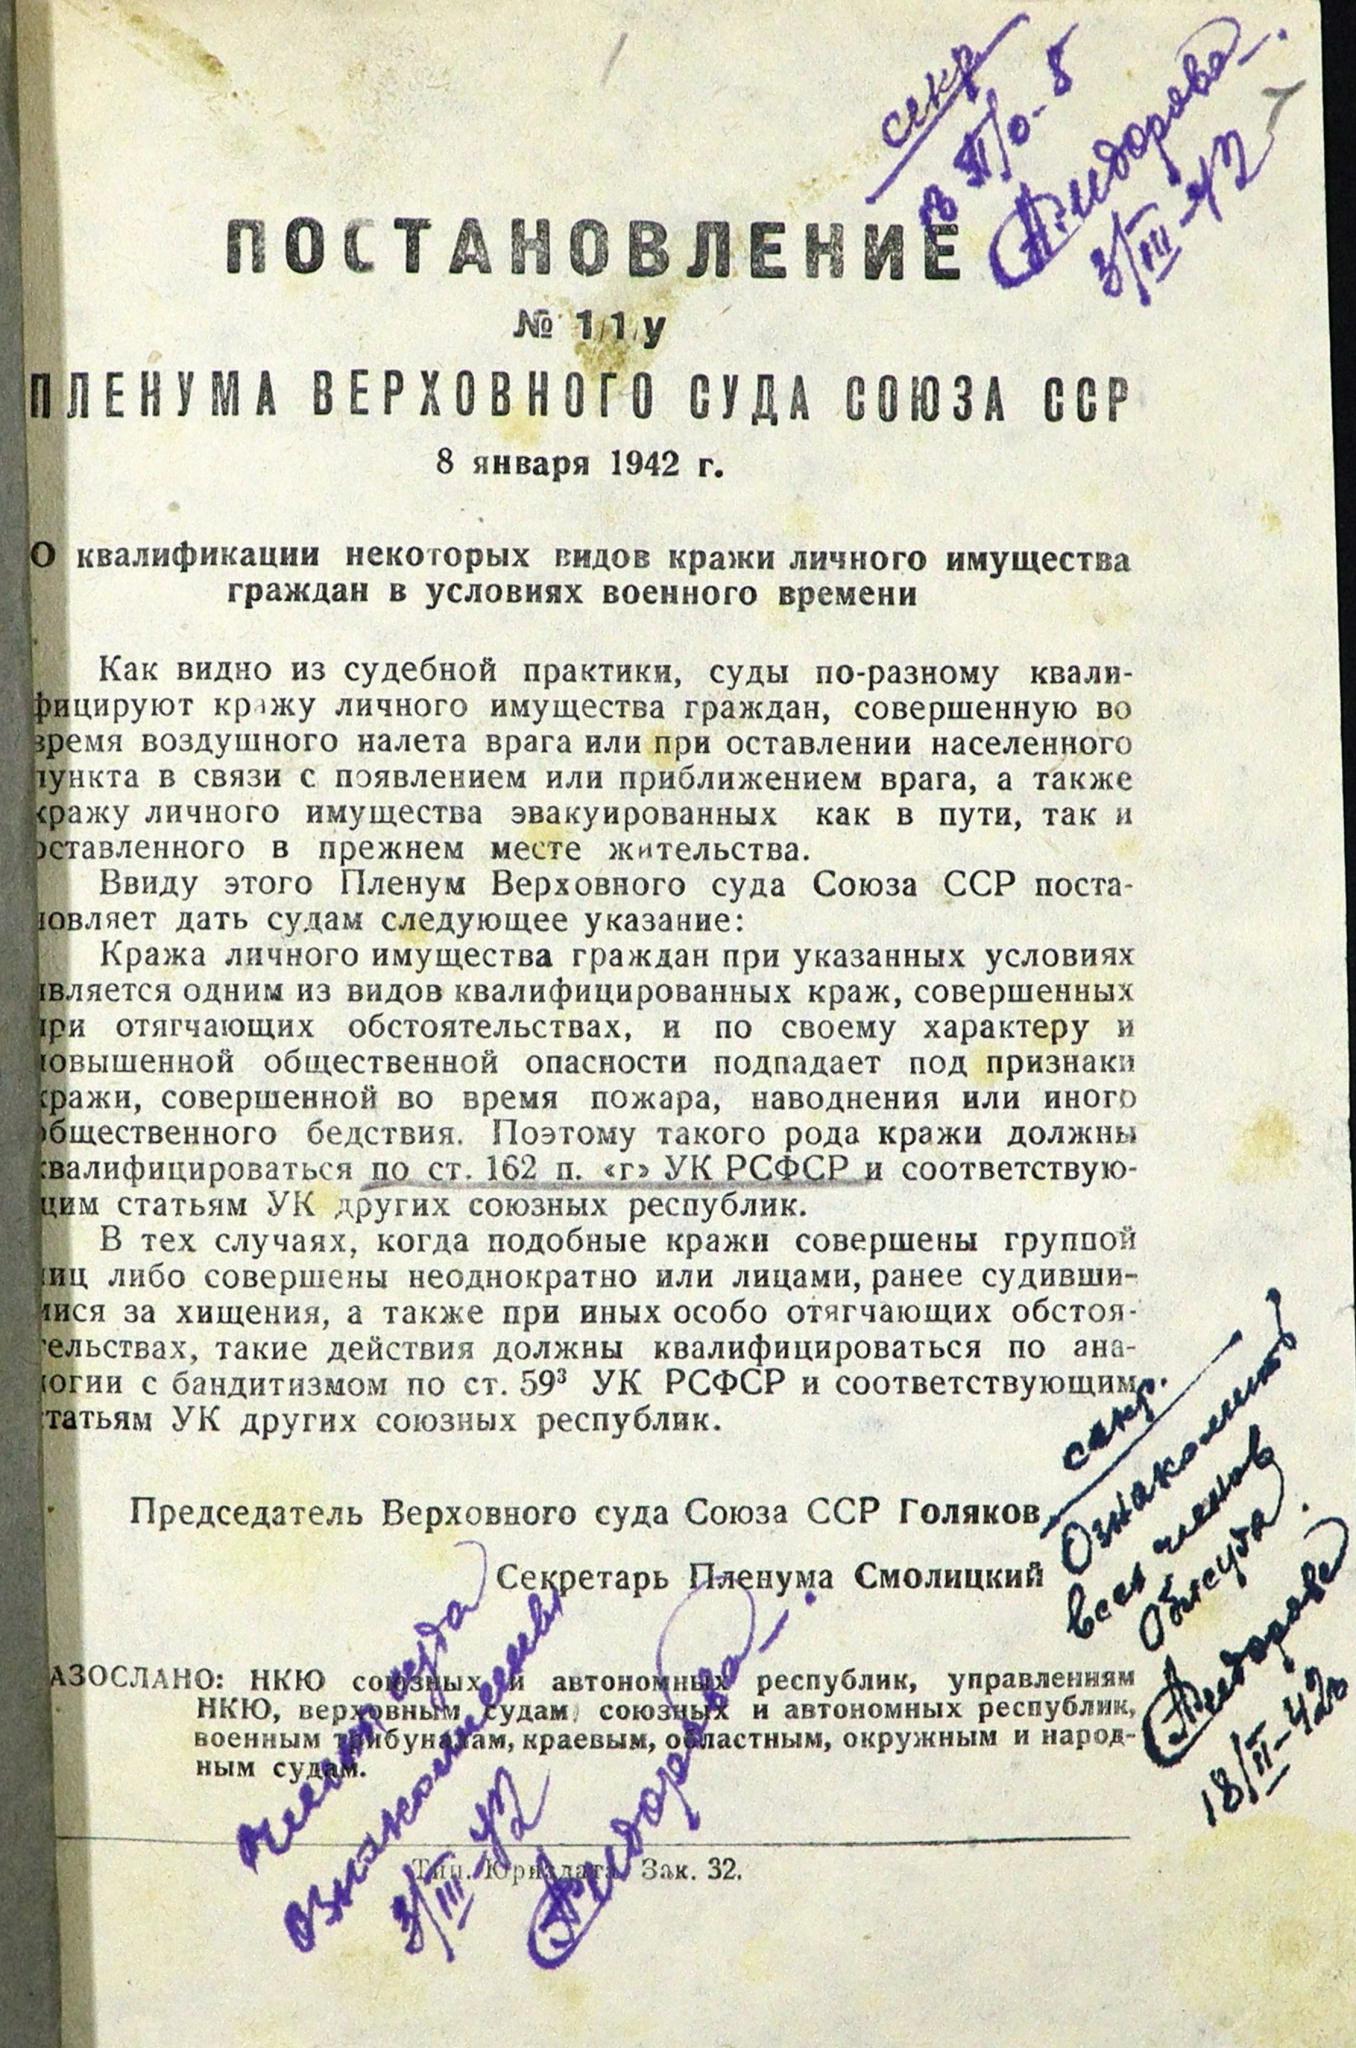 секр.
3/III-42
ПОСТАНОВЛЕНИЕ
№ 1/1/у
ПЛЕНУМА ВЕРХОВНОГО СУДА СОЮЗА ССР
8 января 1942 г.
О квалификации некоторых видов кражи личного имущества
граждан в условиях военного времени
Как видно из судебной практики, суды по-разному квали-
фицируют кражу личного имущества граждан, совершенную во
время воздушного налета врага или при оставлении населенного
пункта в связи с появлением или приближением врага, а также
кражу личного имущества эвакуированных как в пути, так и
оставленного в прежнем месте жительства.
Ввиду этого Пленум Верховного суда Союза ССР поста-
новляет дать судам следующее указание:
Кража личного имущества граждан при указанных условиях
является одним из видов квалифицированных краж, совершенных
при отягчающих обстоятельствах, и по своему характеру и
повышенной общественной опасности подпадает под признаки
кражи, совершенной во время пожара, наводнения или иного
общественного бедствия. Поэтому такого рода кражи должны
квалифицироваться по ст. 162 п. «г» УК РСФСР и соответствую-
щим статьям УК других союзных республик.
В тех случаях, когда подобные кражи совершены группой
лиц либо совершены неоднократно или лицами, ранее судивши-
мися за хищения, а также при иных особо отягчающих обстоя-
тельствах, такие действия должны квалифицироваться по ана-
логии с бандитизмом по ст. 59³ УК РСФСР и соответствующим
статьям УК других союзных республик.
Председатель Верховного суда Союза ССР Голяков
Секретарь Пленума Смолицкий
секр.
Ознакомить
всех членов
Облсуда.
18/II-42
АЗОСЛАНО: НКЮ союзных и автономных республик, управлениям
НКЮ, верховным судам союзных и автономных республик,
военным трибуналам, краевым, областным, окружным и народ-
ным судам.
Члены суда
ознакомлены
3/III-42
Тип. Юриздата. Зак. 32.